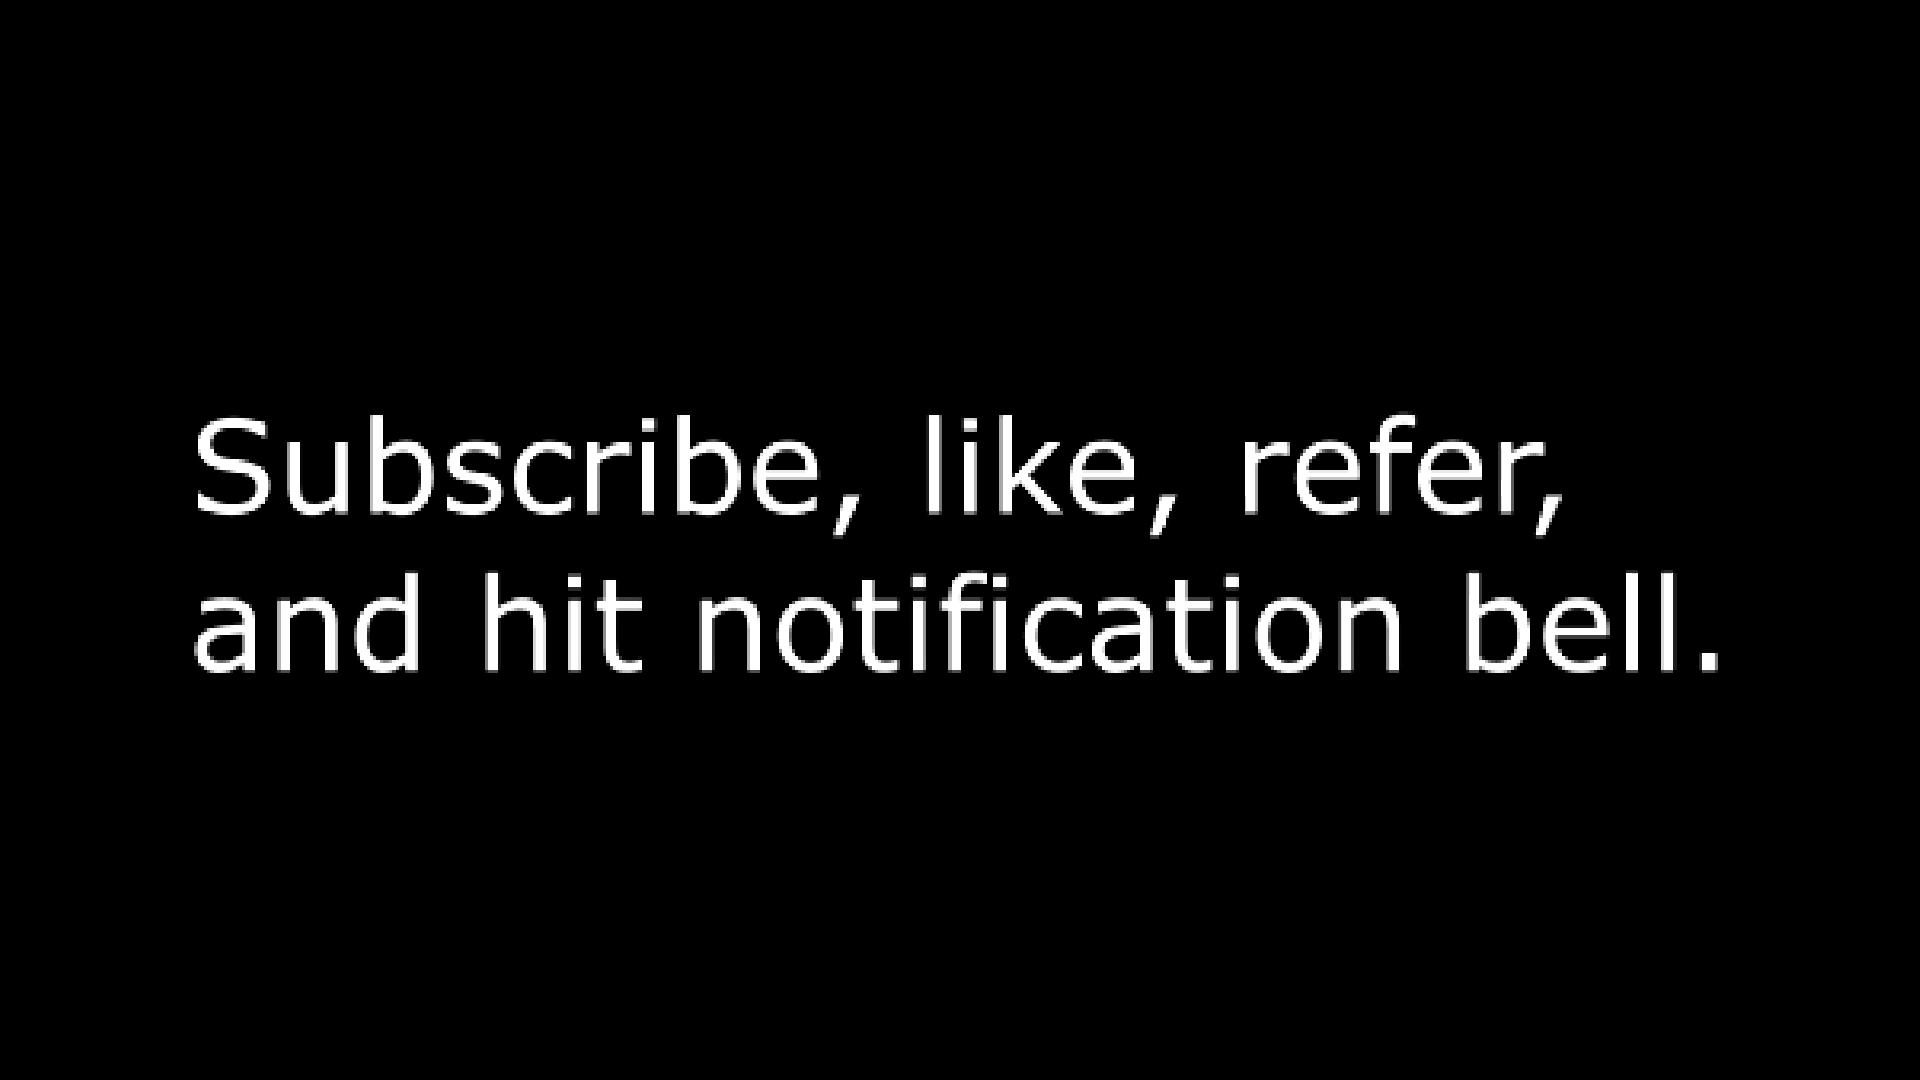 Subscribe, like, refer,
and hit notification bell.